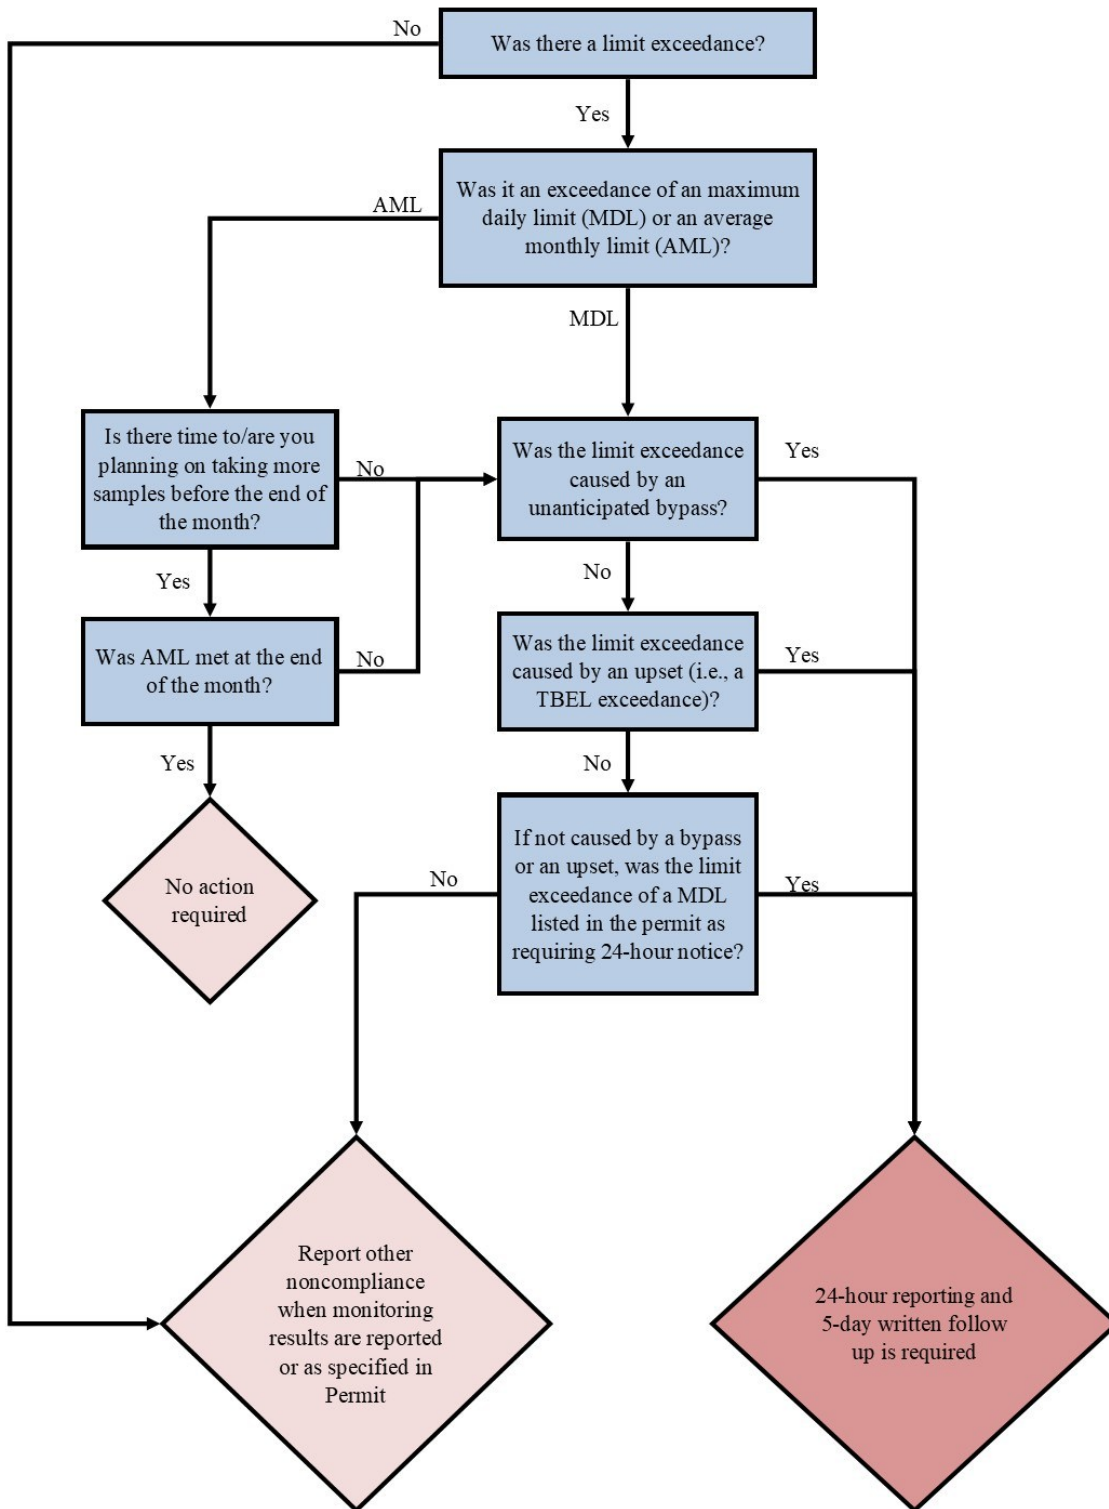 No
Was there a limit exceedance?
Yes
Was it an exceedance of an maximum
daily limit (MDL) or an average
monthly limit (AML)?
AML
MDL
Is there time to/are you
planning on taking more
samples before the end of
the month?
No
Was the limit exceedance
caused by an
unanticipated bypass?
Yes
Yes
No
Was AML met at the end
of the month?
No
Was the limit exceedance
caused by an upset (i.e., a
TBEL exceedance)?
Yes
Yes
No
No action
required
If not caused by a bypass
or an upset, was the limit
exceedance of a MDL
listed in the permit as
requiring 24-hour notice?
No
Yes
Report other
noncompliance
when monitoring
results are reported
or as specified in
Permit
24-hour reporting and
5-day written follow
up is required